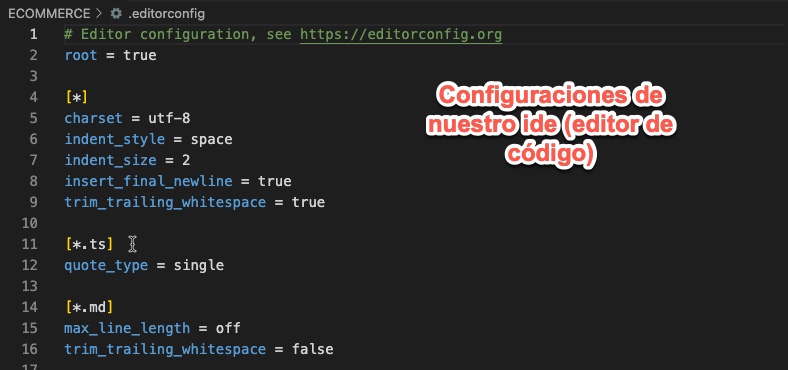 ECOMMERCE > .editorconfig
1 # Editor configuration, see https://editorconfig.org
2 root = true
3
4 [*]
5 charset = utf-8
6 indent_style = space
7 indent_size = 2
8 insert_final_newline = true
9 trim_trailing_whitespace = true
10
11 [*.ts]
12 quote_type = single
13
14 [*.md]
15 max_line_length = off
16 trim_trailing_whitespace = false
17
Configuraciones de
nuestro ide (editor de
código)